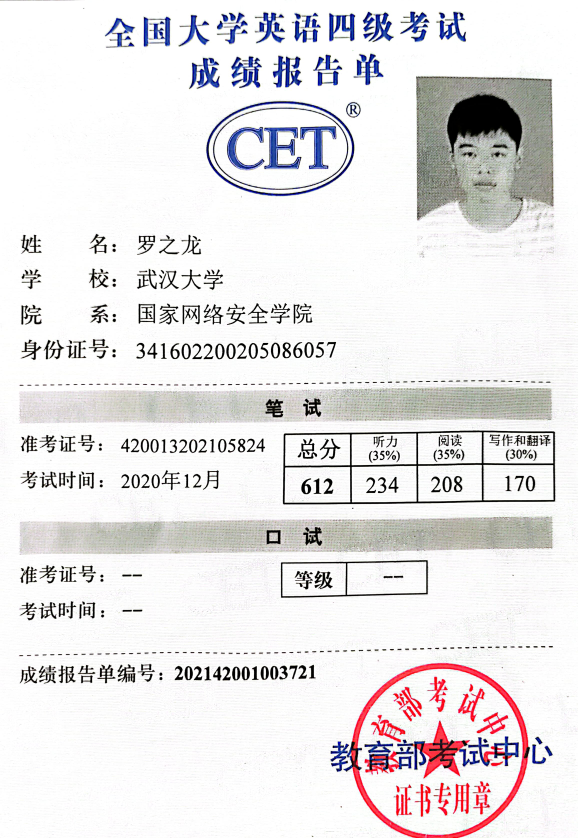 全国大学英语四级考试
成绩报告单
CET®
姓 名：罗之龙
学 校：武汉大学
院 系：国家网络安全学院
身份证号：341602200205086057
笔 试
准考证号：420013202105824
考试时间：2020年12月
总分 听力(35%) 阅读(35%) 写作和翻译(30%)
612 234 208 170
口 试
准考证号：--
考试时间：--
等级 --
成绩报告单编号：202142001003721
教育部考试中心
教育部考试中心
证书专用章